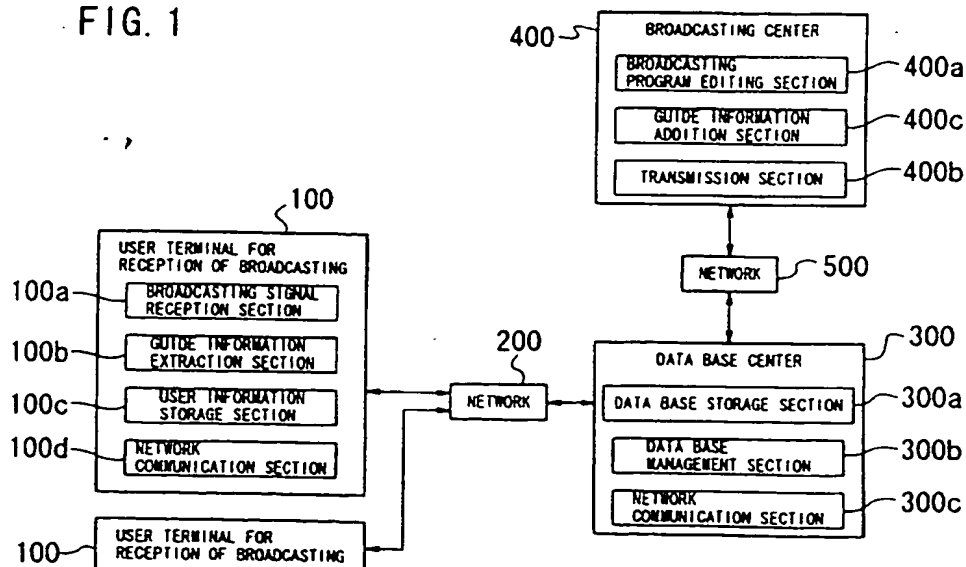 FIG. 1
400
BROADCASTING CENTER
BROADCASTING
PROGRAM EDITING SECTION
400a
GUIDE INFORMATION
ADDITION SECTION
400c
TRANSMISSION SECTION
400b
NETWORK
500
100
USER TERMINAL FOR
RECEPTION OF BROADCASTING
100a
BROADCASTING SIGNAL
RECEPTION SECTION
100b
GUIDE INFORMATION
EXTRACTION SECTION
100c
USER INFORMATION
STORAGE SECTION
100d
NETWORK
COMMUNICATION SECTION
200
NETWORK
300
DATA BASE CENTER
DATA BASE STORAGE SECTION
300a
DATA BASE
MANAGEMENT SECTION
300b
NETWORK
COMMUNICATION SECTION
300c
100
USER TERMINAL FOR
RECEPTION OF BROADCASTING